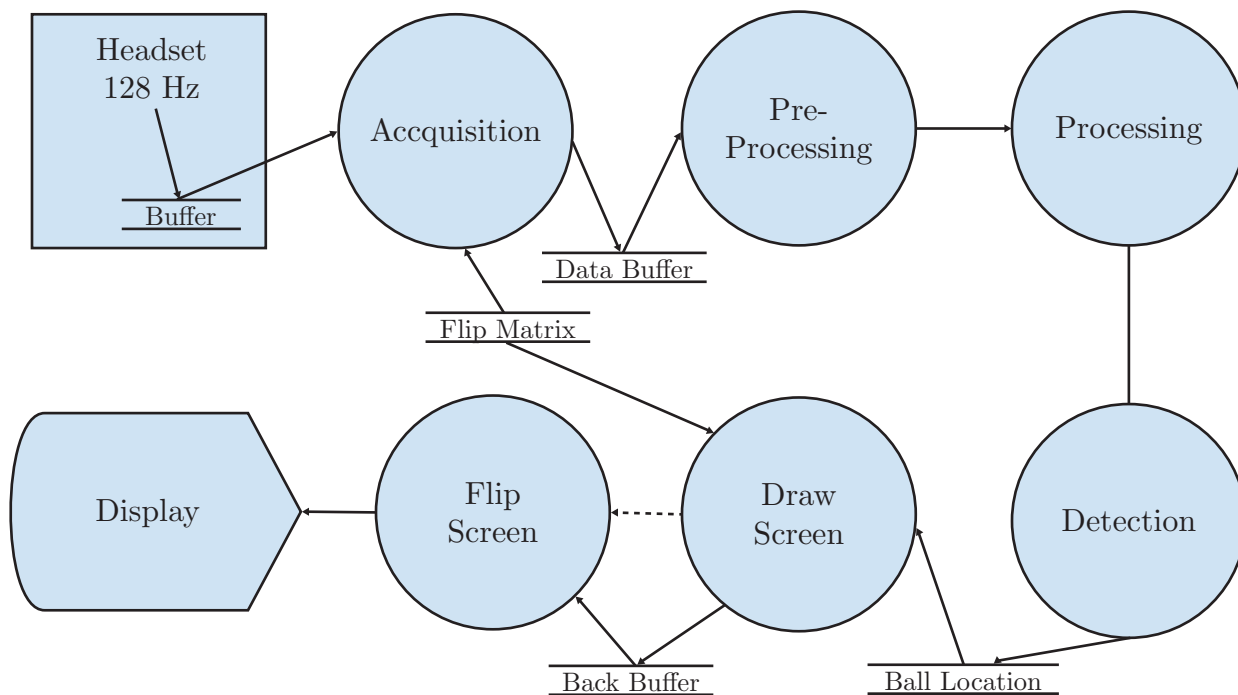 Headset
128 Hz
Buffer
Accquisition
Data Buffer
Pre-
Processing
Processing
Flip Matrix
Display
Flip
Screen
Draw
Screen
Detection
Back Buffer
Ball Location